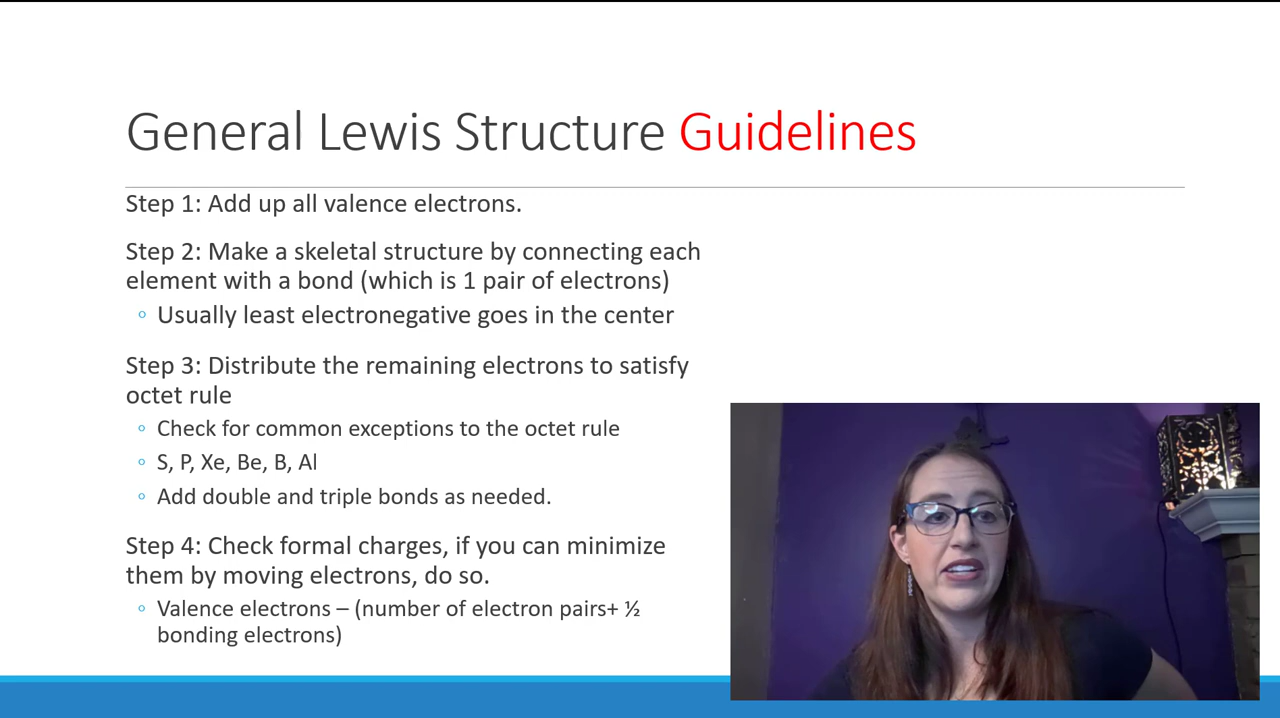 General Lewis Structure Guidelines
Step 1: Add up all valence electrons.
Step 2: Make a skeletal structure by connecting each
element with a bond (which is 1 pair of electrons)
◦ Usually least electronegative goes in the center
Step 3: Distribute the remaining electrons to satisfy
octet rule
◦ Check for common exceptions to the octet rule
◦ S, P, Xe, Be, B, Al
◦ Add double and triple bonds as needed.
Step 4: Check formal charges, if you can minimize
them by moving electrons, do so.
◦ Valence electrons – (number of electron pairs+ ½
bonding electrons)